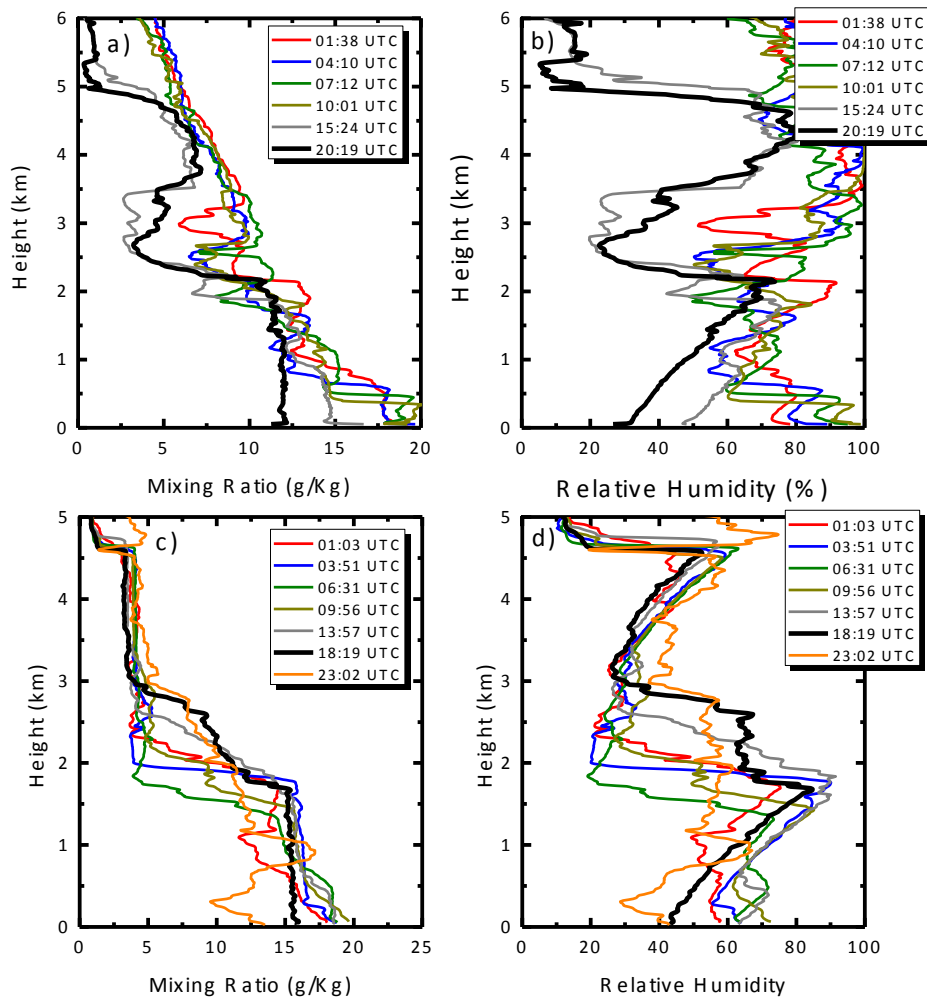 a)
01:38 UTC
04:10 UTC
07:12 UTC
10:01 UTC
15:24 UTC
20:19 UTC
6
5
4
3
2
1
0
Height (km)
0 5 10 15 20
Mixing Ratio (g/Kg)
b)
01:38 UTC
04:10 UTC
07:12 UTC
10:01 UTC
15:24 UTC
20:19 UTC
6
5
4
3
2
1
0
Height (km)
0 20 40 60 80 100
Relative Humidity (%)
c)
01:03 UTC
03:51 UTC
06:31 UTC
09:56 UTC
13:57 UTC
18:19 UTC
23:02 UTC
5
4
3
2
1
0
Height (km)
0 5 10 15 20 25
Mixing Ratio (g/Kg)
d)
01:03 UTC
03:51 UTC
06:31 UTC
09:56 UTC
13:57 UTC
18:19 UTC
23:02 UTC
5
4
3
2
1
0
Height (km)
0 20 40 60 80 100
Relative Humidity